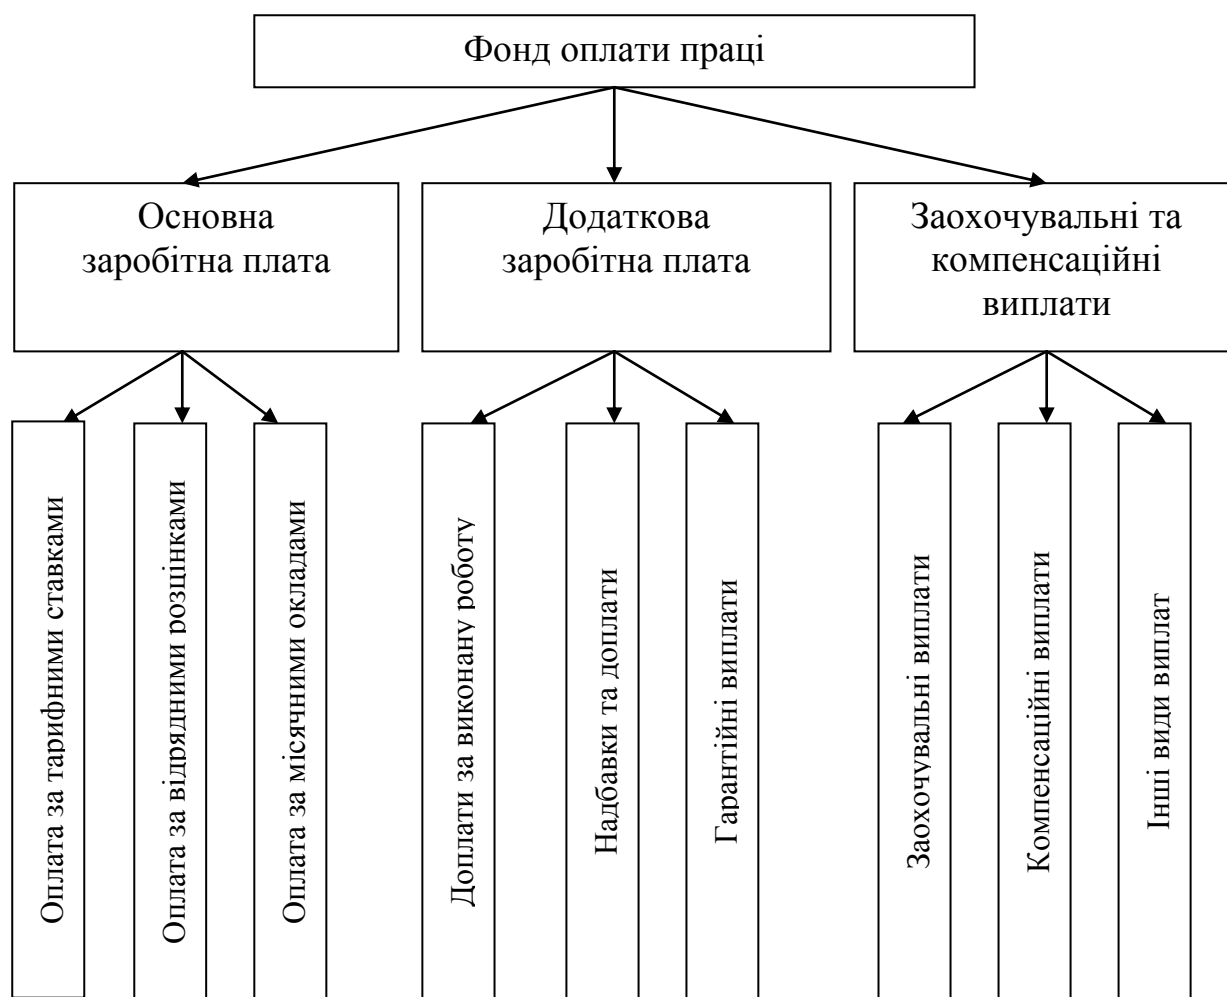 Фонд оплати праці
Основна
заробітна плата
Додаткова
заробітна плата
Заохочувальні та
компенсаційні
виплати
Оплата за тарифними ставками
Оплата за відрядними розцінками
Оплата за місячними окладами
Доплати за виконану роботу
Надбавки та доплати
Гарантійні виплати
Заохочувальні виплати
Компенсаційні виплати
Інші види виплат